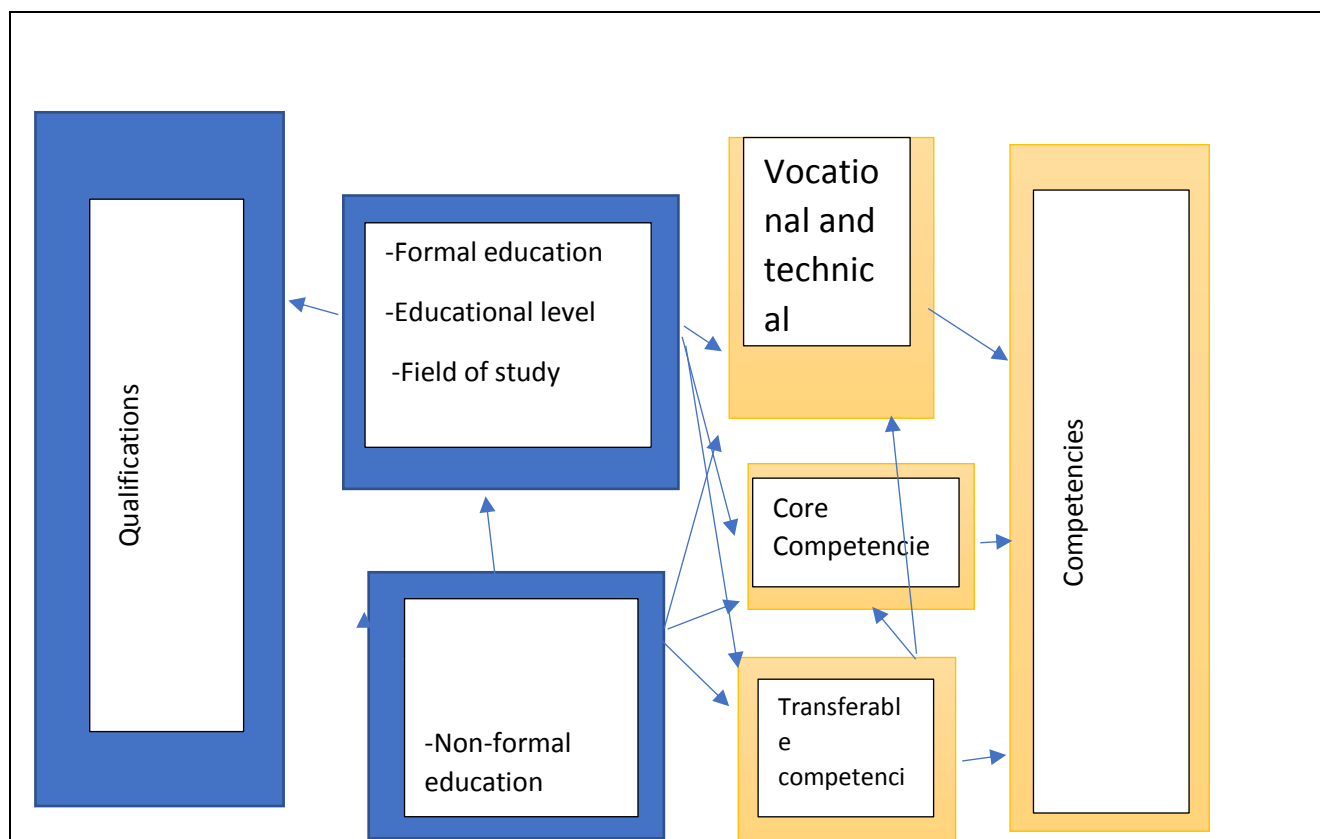 Qualifications
-Formal education
-Educational level
-Field of study
-Non-formal
education
Vocatio
nal and
technic
al
Core
Competencie
Transferabl
e
competenci
Competencies